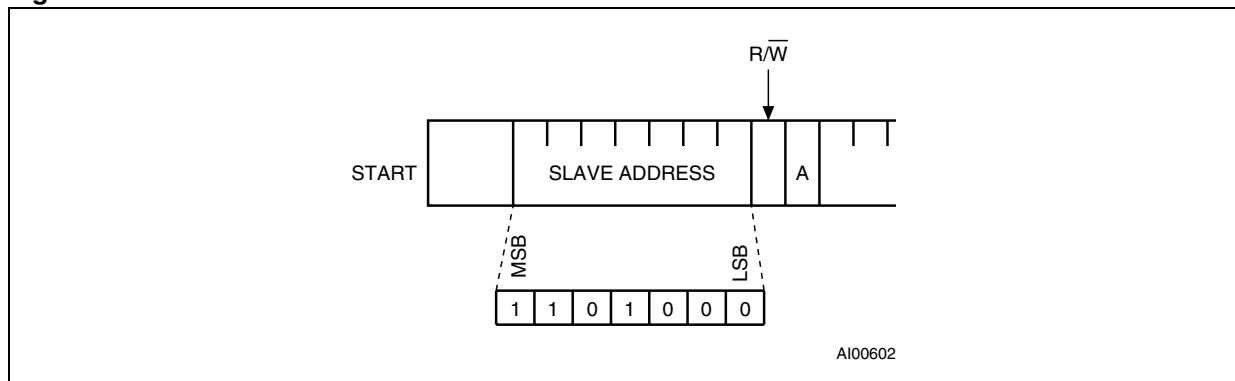 R/W̅
START
SLAVE ADDRESS
A
MSB
LSB
1 1 0 1 0 0 0
AI00602